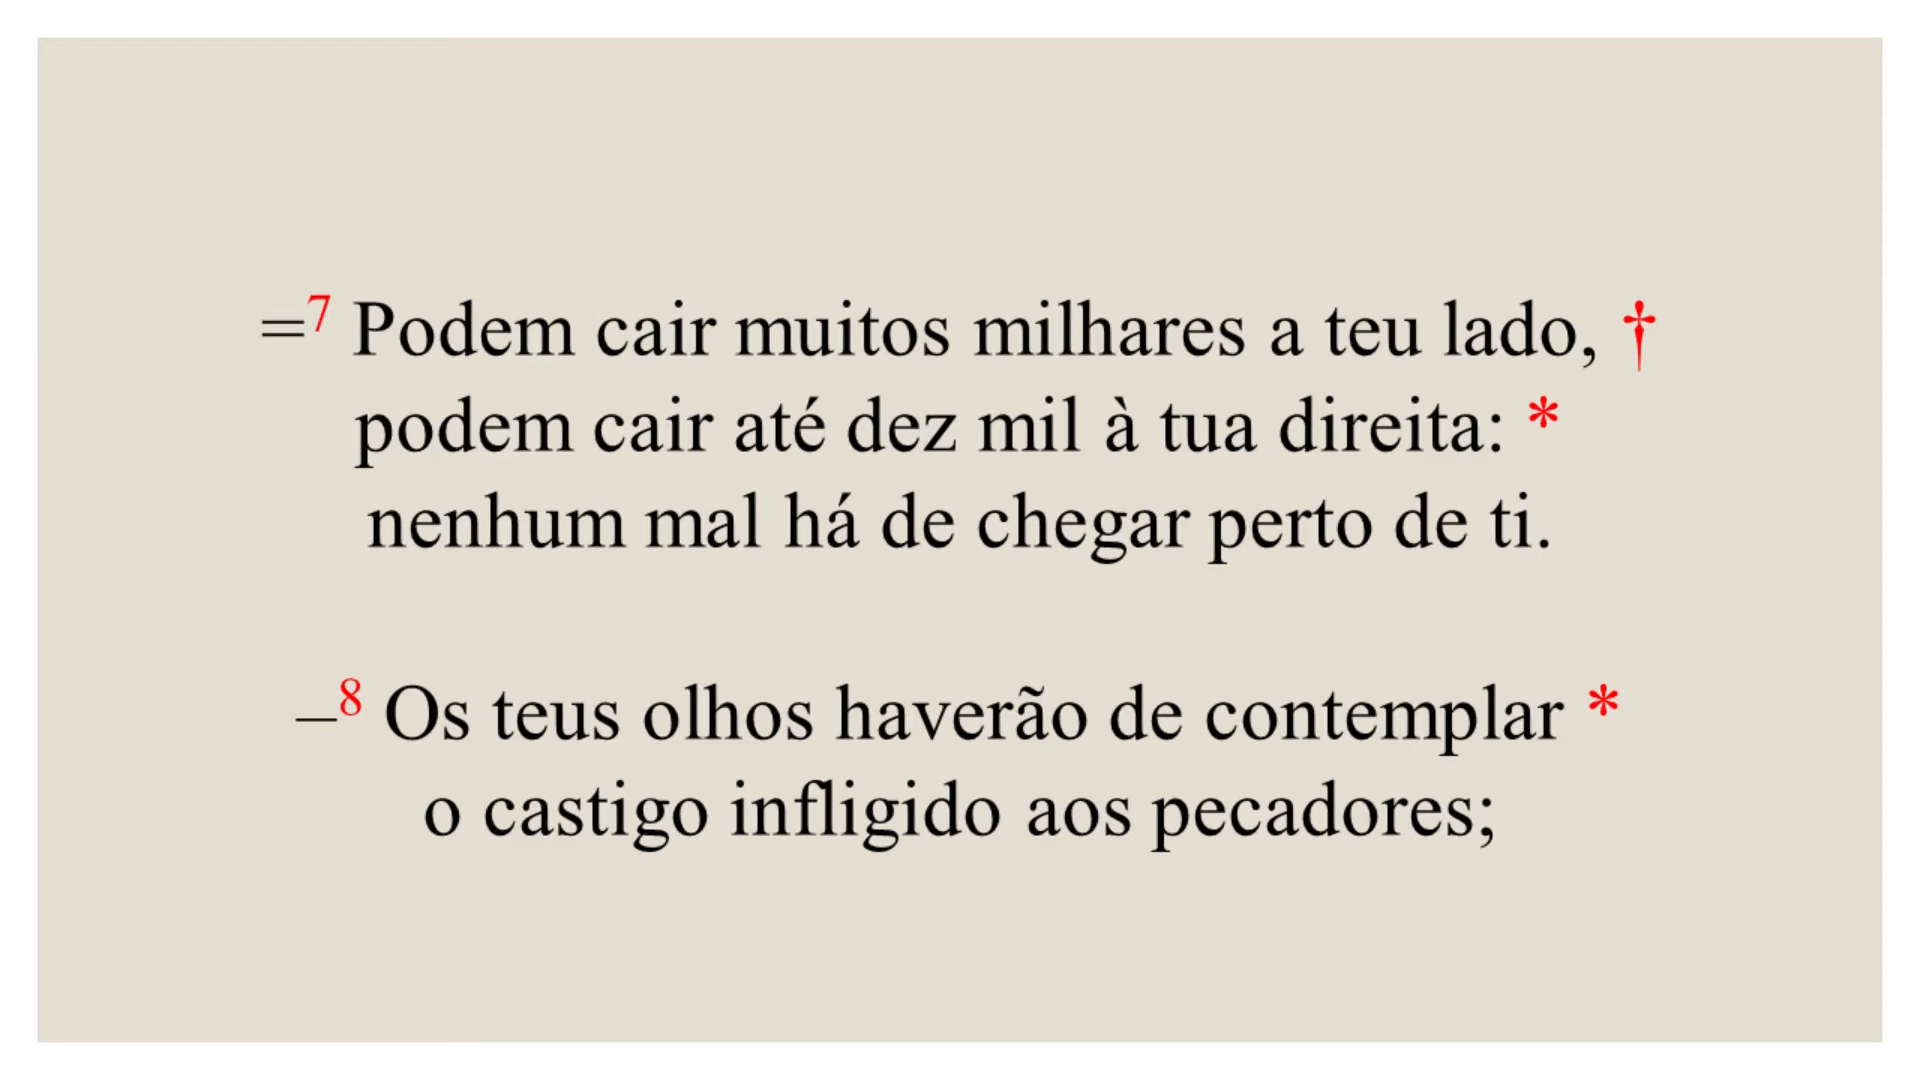 =7 Podem cair muitos milhares a teu lado, †
podem cair até dez mil à tua direita: *
nenhum mal há de chegar perto de ti.
–8 Os teus olhos haverão de contemplar *
o castigo infligido aos pecadores;